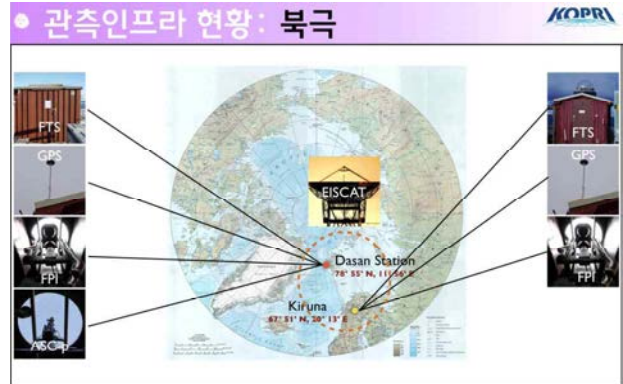 관측인프라 현황: 북극
KOPRI
FTS
GPS
FPI
ASC-p
EISCAT
Dasan Station
78° 55' N, 11° 56' E
Kiruna
67° 51' N, 20° 13' E
FTS
GPS
FPI